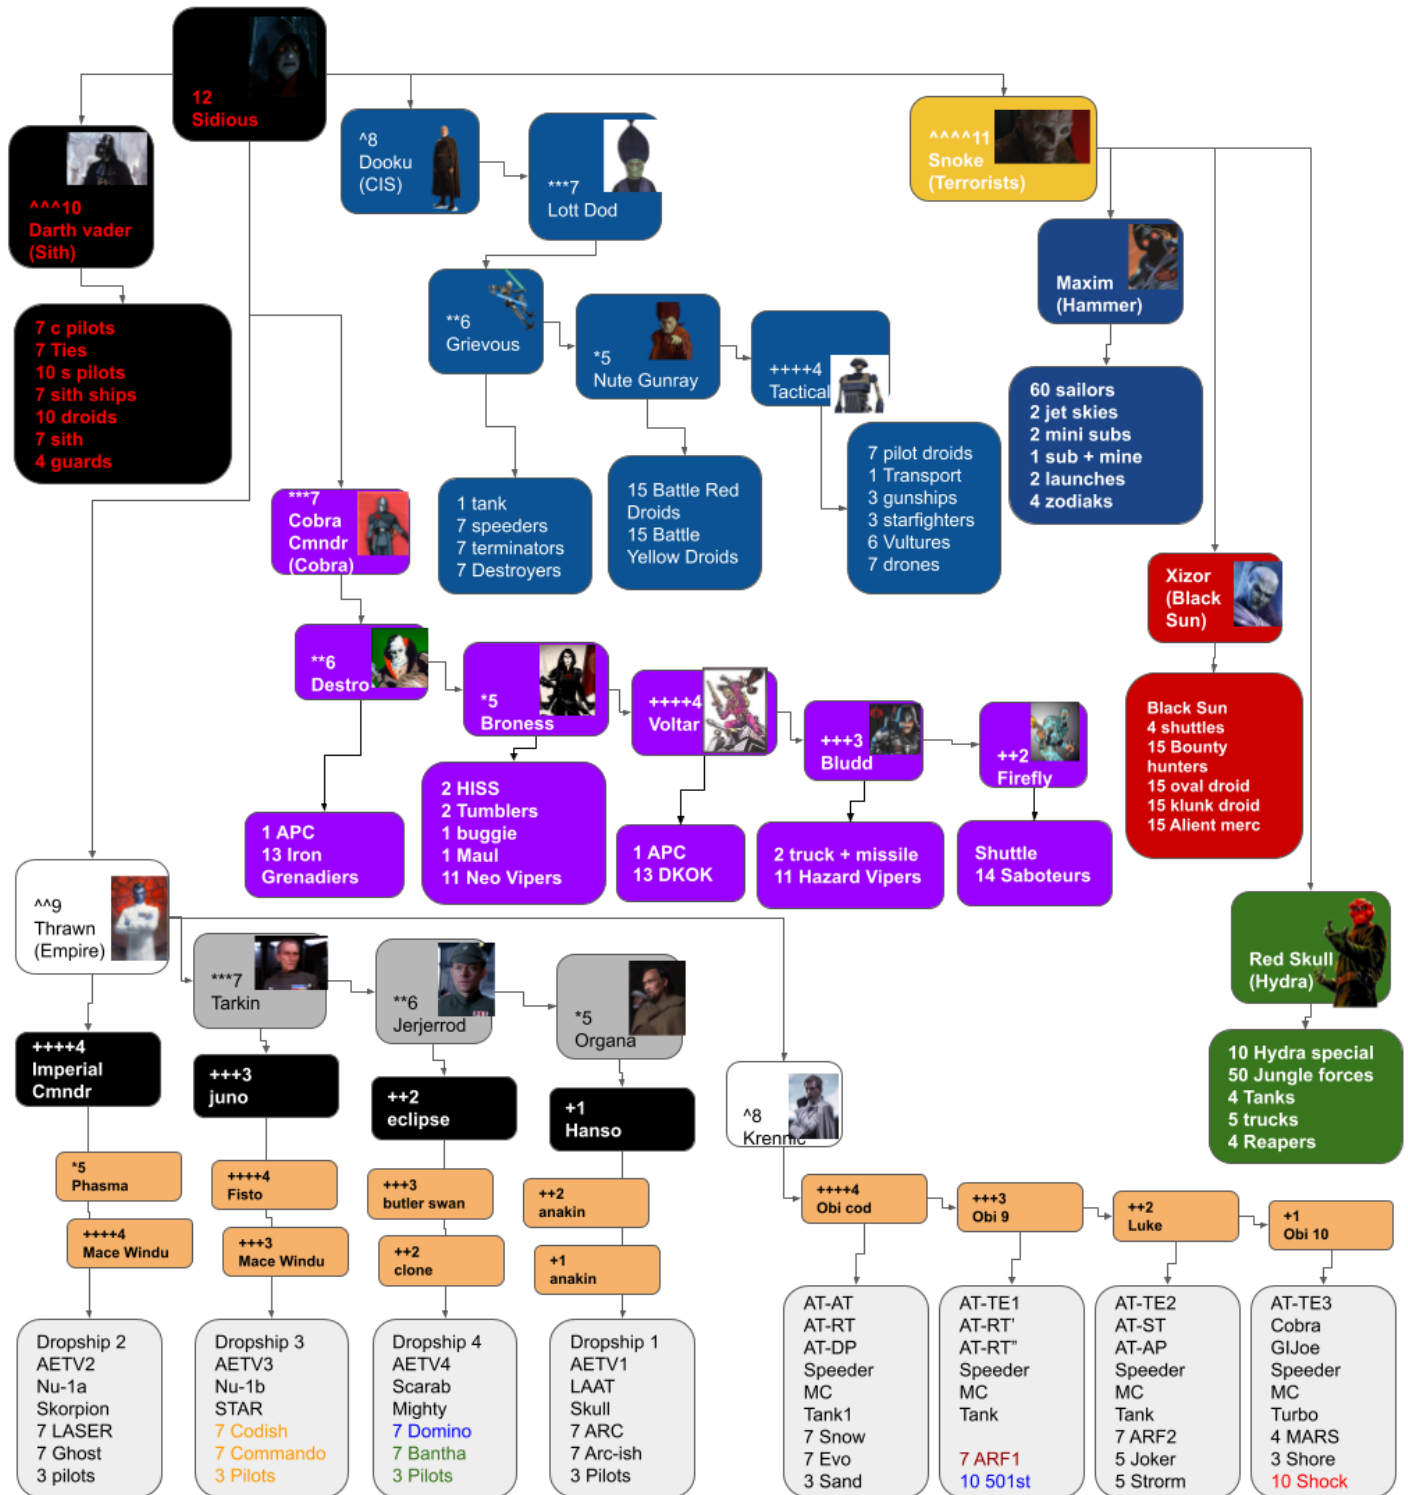 12
Sidious
^^^10
Darth vader
(Sith)
7 c pilots
7 Ties
10 s pilots
7 sith ships
10 droids
7 sith
4 guards
^8
Dooku
(CIS)
***7
Lott Dod
**6
Grievous
*5
Nute Gunray
++++4
Tactical
1 tank
7 speeders
7 terminators
7 Destroyers
15 Battle Red
Droids
15 Battle
Yellow Droids
7 pilot droids
1 Transport
3 gunships
3 starfighters
6 Vultures
7 drones
^^^^11
Snoke
(Terrorists)
Maxim
(Hammer)
60 sailors
2 jet skies
2 mini subs
1 sub + mine
2 launches
4 zodiaks
Xizor
(Black
Sun)
Black Sun
4 shuttles
15 Bounty
hunters
15 oval droid
15 klunk droid
15 Alient merc
Red Skull
(Hydra)
10 Hydra special
50 Jungle forces
4 Tanks
5 trucks
4 Reapers
***7
Cobra
Cmndr
(Cobra)
**6
Destro
*5
Broness
++++4
Voltar
+++3
Bludd
++2
Firefly
1 APC
13 Iron
Grenadiers
2 HISS
2 Tumblers
1 buggie
1 Maul
11 Neo Vipers
1 APC
13 DKOK
2 truck + missile
11 Hazard Vipers
Shuttle
14 Saboteurs
^^9
Thrawn
(Empire)
***7
Tarkin
**6
Jerjerrod
*5
Organa
^8
Krennic
++++4
Imperial
Cmndr
+++3
juno
++2
eclipse
+1
Hanso
*5
Phasma
++++4
Mace Windu
++++4
Fisto
+++3
Mace Windu
+++3
butler swan
++2
clone
++2
anakin
+1
anakin
++++4
Obi cod
+++3
Obi 9
++2
Luke
+1
Obi 10
Dropship 2
AETV2
Nu-1a
Skorpion
7 LASER
7 Ghost
3 pilots
Dropship 3
AETV3
Nu-1b
STAR
7 Codish
7 Commando
3 Pilots
Dropship 4
AETV4
Scarab
Mighty
7 Domino
7 Bantha
3 Pilots
Dropship 1
AETV1
LAAT
Skull
7 ARC
7 Arc-ish
3 Pilots
AT-AT
AT-RT
AT-DP
Speeder
MC
Tank1
7 Snow
7 Evo
3 Sand
AT-TE1
AT-RT'
AT-RT"
Speeder
MC
Tank
7 ARF1
10 501st
AT-TE2
AT-ST
AT-AP
Speeder
MC
Tank
7 ARF2
5 Joker
5 Strorm
AT-TE3
Cobra
GIJoe
Speeder
MC
Turbo
4 MARS
3 Shore
10 Shock